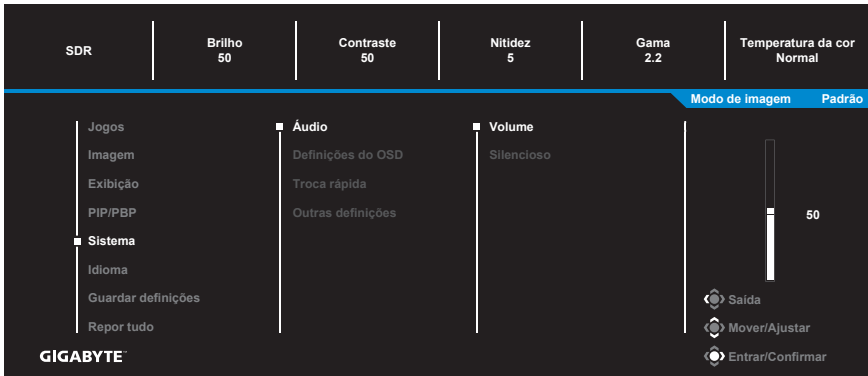 SDR
Brilho
50
Contraste
50
Nitidez
5
Gama
2.2
Temperatura da cor
Normal
Modo de imagem Padrão
Jogos
Imagem
Exibição
PIP/PBP
Sistema
Idioma
Guardar definições
Repor tudo
Áudio
Definições do OSD
Troca rápida
Outras definições
Volume
Silencioso
50
Saída
Mover/Ajustar
Entrar/Confirmar
GIGABYTE™